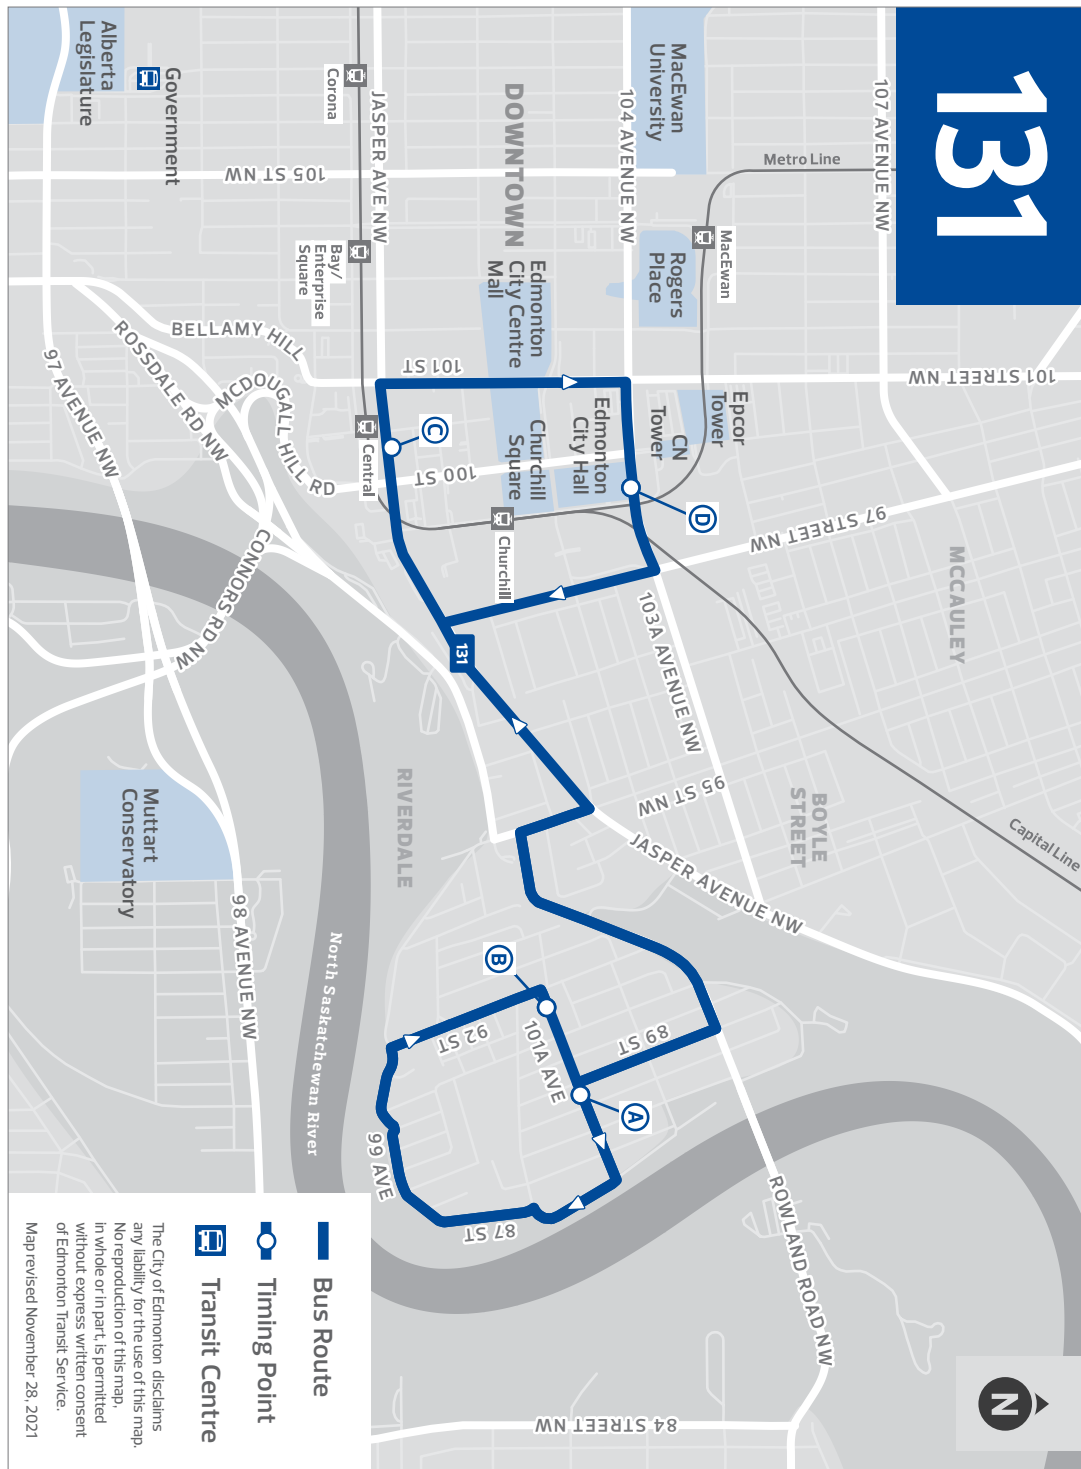 131
107 AVENUE NW
Metro Line
MacEwan
University
104 AVENUE NW
MacEwan
Rogers
Place
DOWNTOWN
Edmonton
City Centre
Mall
JASPER AVE NW
Corona
Alberta
Legislature
Government
105 ST NW
Bay/
Enterprise
Square
BELLAMY HILL
ROSSDALE RD NW
MCDOUGALL HILL RD
97 AVENUE NW
101 ST
101 STREET NW
Epcor
Tower
CN
Tower
Edmonton
City Hall
Churchill
Square
C
Central
100 ST
D
Churchill
97 STREET NW
MCCAULEY
CONNORS RD NW
103A AVENUE NW
131
95 ST NW
BOYLE
STREET
Capital Line
JASPER AVENUE NW
RIVERDALE
Muttart
Conservatory
98 AVENUE NW
North Saskatchewan River
B
92 ST
101A AVE
89 ST
A
99 AVE
87 ST
ROWLAND ROAD NW
84 STREET NW
N
Bus Route
Timing Point
Transit Centre
The City of Edmonton disclaims
any liability for the use of this map.
No reproduction of this map,
in whole or in part, is permitted
without express written consent
of Edmonton Transit Service.
Map revised November 28, 2021